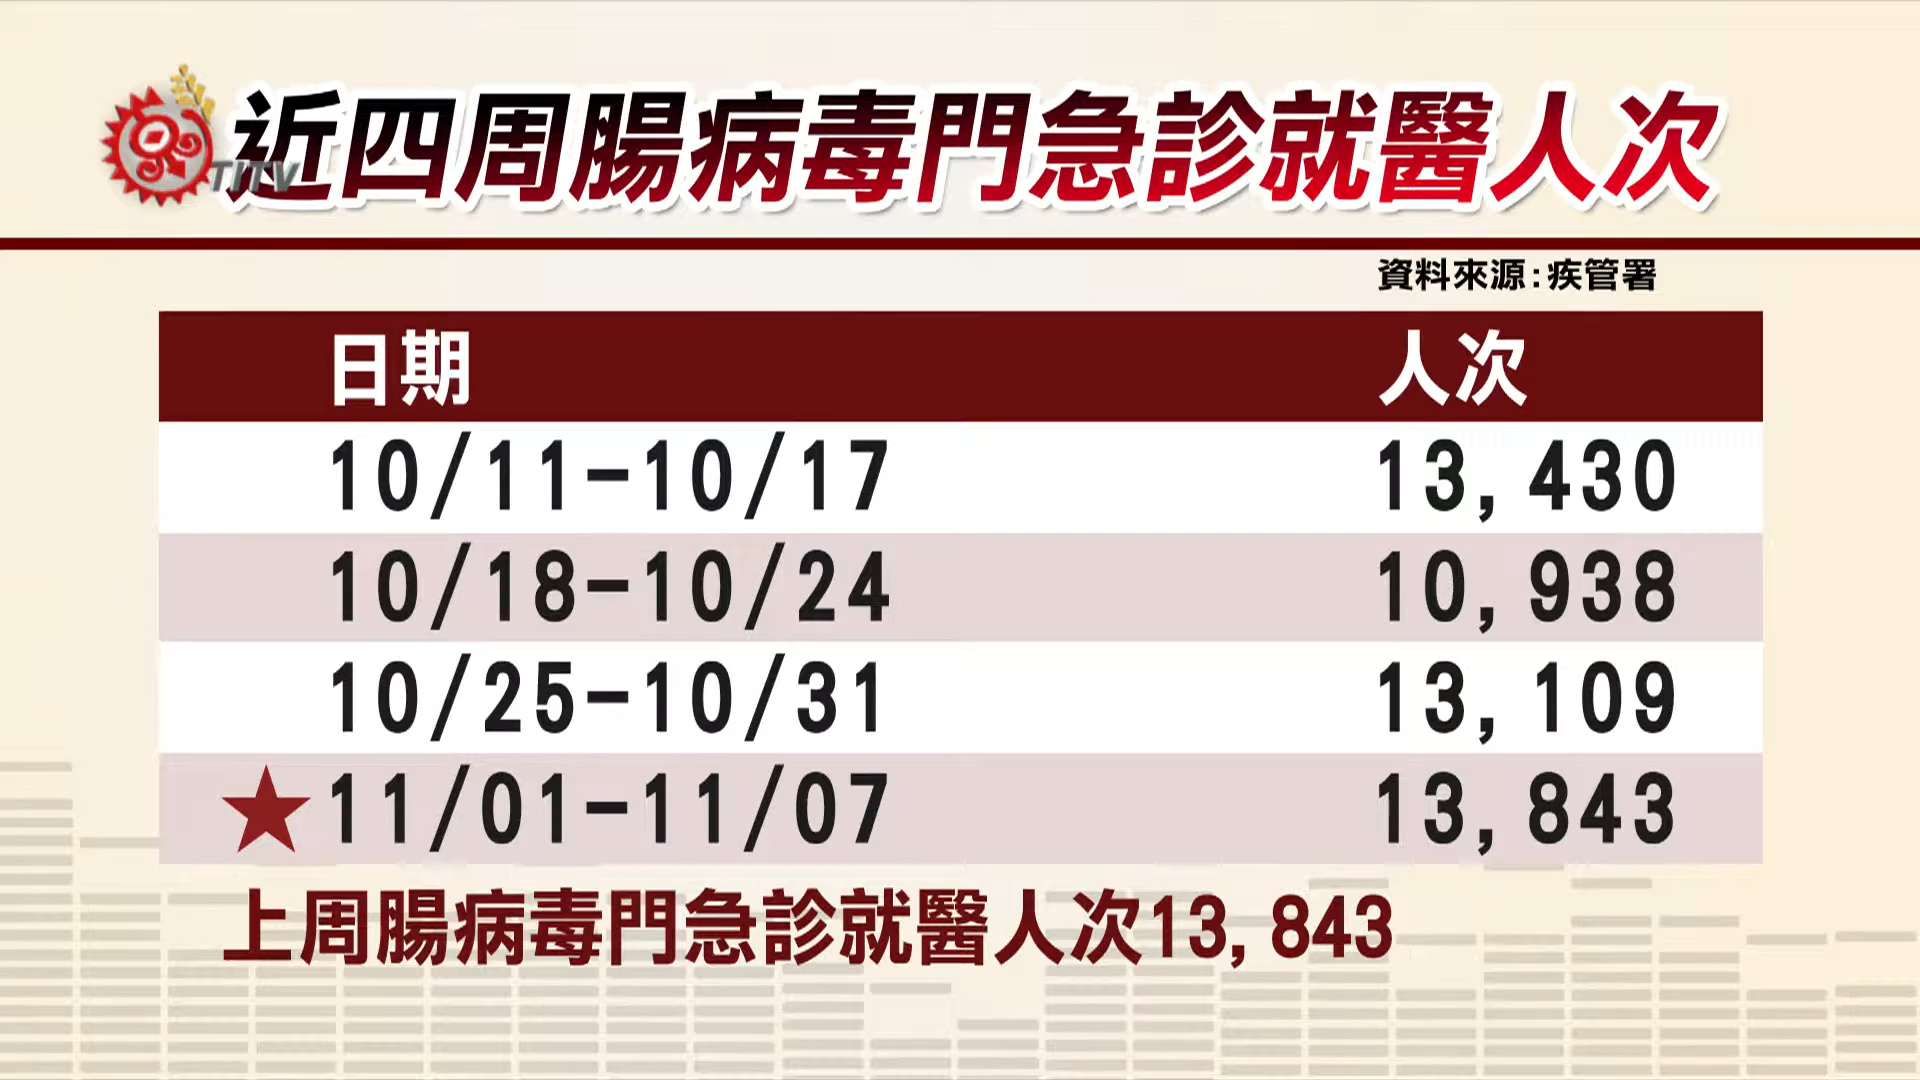 近四周腸病毒門急診就醫人次
TITV
資料來源:疾管署
日期 人次
10/11-10/17 13,430
10/18-10/24 10,938
10/25-10/31 13,109
★11/01-11/07 13,843
上周腸病毒門急診就醫人次13,843